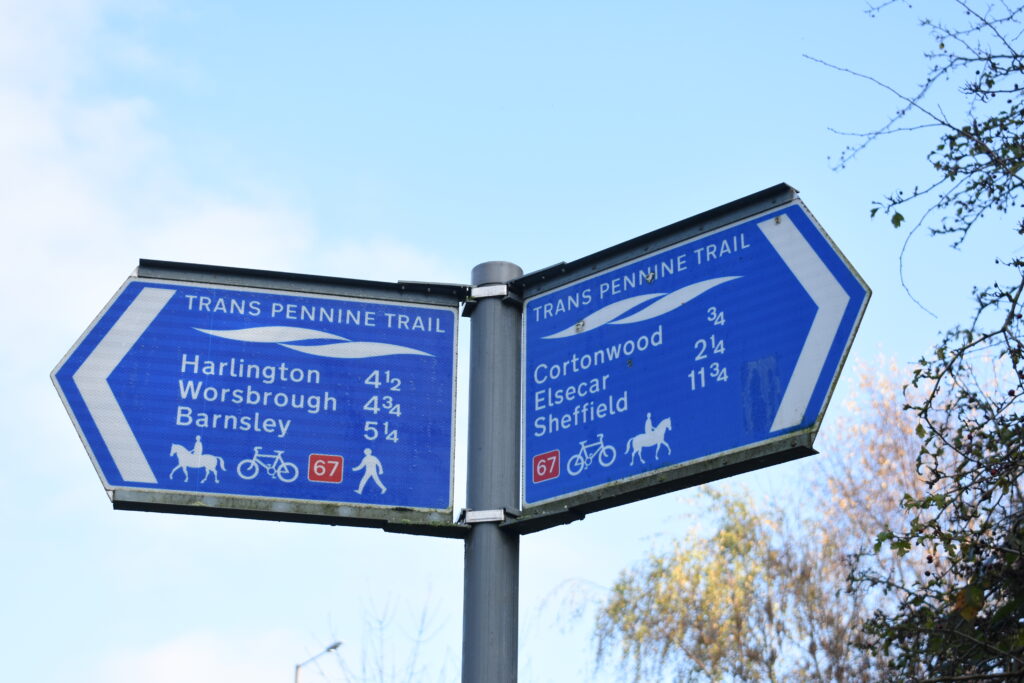 TRANS PENNINE TRAIL
Harlington 4½
Worsbrough 4¾
Barnsley 5¼
67
TRANS PENNINE TRAIL
Cortonwood ¾
Elsecar 2¼
Sheffield 11¾
67